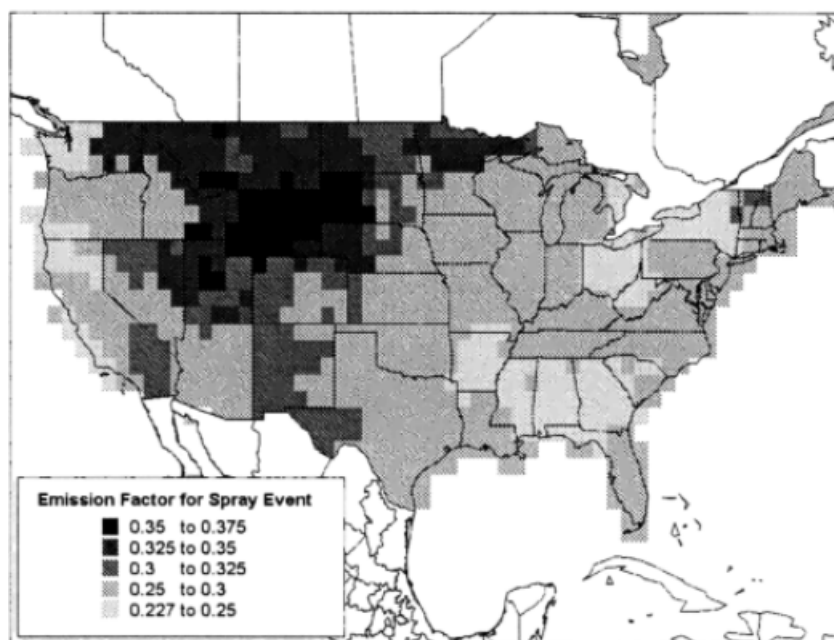 Emission Factor for Spray Event
0.35 to 0.375
0.325 to 0.35
0.3 to 0.325
0.25 to 0.3
0.227 to 0.25